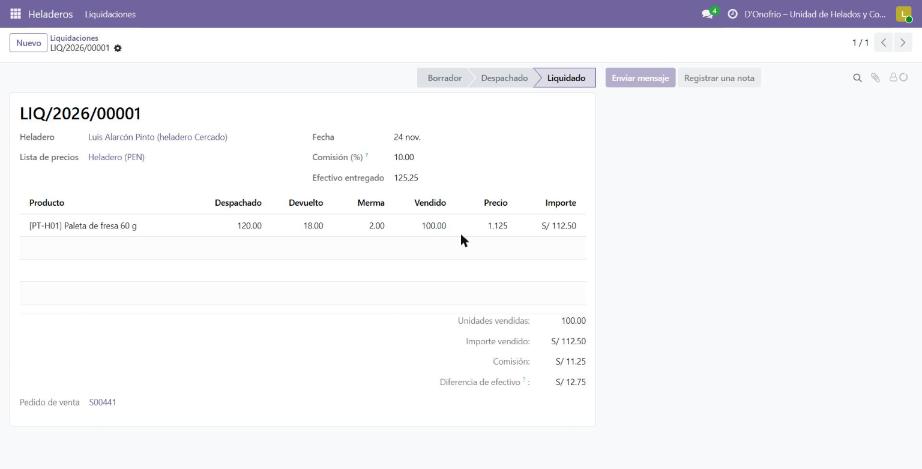 Heladeros Liquidaciones 4 D'Onofrio – Unidad de Helados y Co... L
Nuevo Liquidaciones
LIQ/2026/00001 1 / 1
Borrador Despachado Liquidado Enviar mensaje Registrar una nota
LIQ/2026/00001
Heladero Luis Alarcón Pinto (heladero Cercado) Fecha 24 nov.
Lista de precios Heladero (PEN) Comisión (%) ? 10.00
Efectivo entregado 125.25
Producto Despachado Devuelto Merma Vendido Precio Importe
[PT-H01] Paleta de fresa 60 g 120.00 18.00 2.00 100.00 1.125 S/ 112.50
Unidades vendidas: 100.00
Importe vendido: S/ 112.50
Comisión: S/ 11.25
Diferencia de efectivo ? : S/ 12.75
Pedido de venta S00441